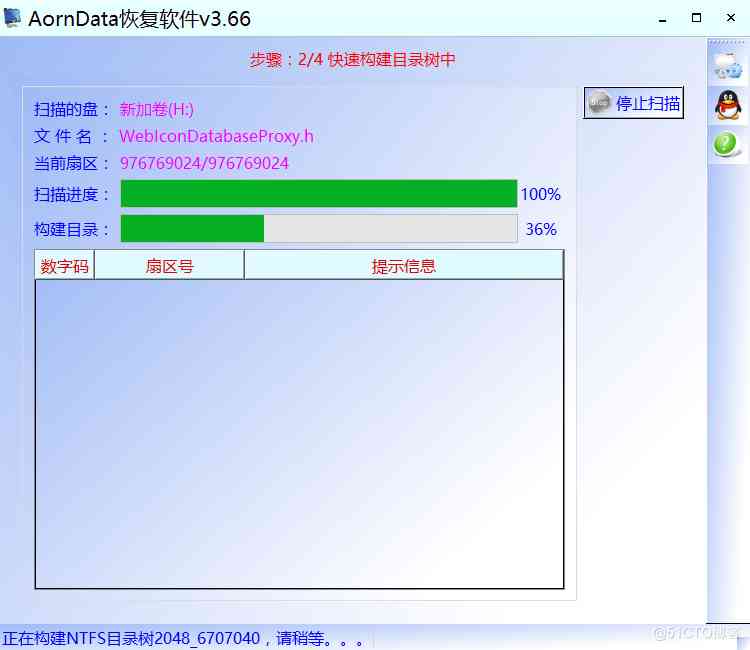 AornData恢复软件v3.66
步骤：2/4 快速构建目录树中
扫描的盘： 新加卷(H:)
停止扫描
文 件 名 ： WebIconDatabaseProxy.h
当前扇区： 976769024/976769024
扫描进度： 100%
构建目录： 36%
数字码 扇区号 提示信息
正在构建NTFS目录树2048_6707040，请稍等。。。
@51CTO博客